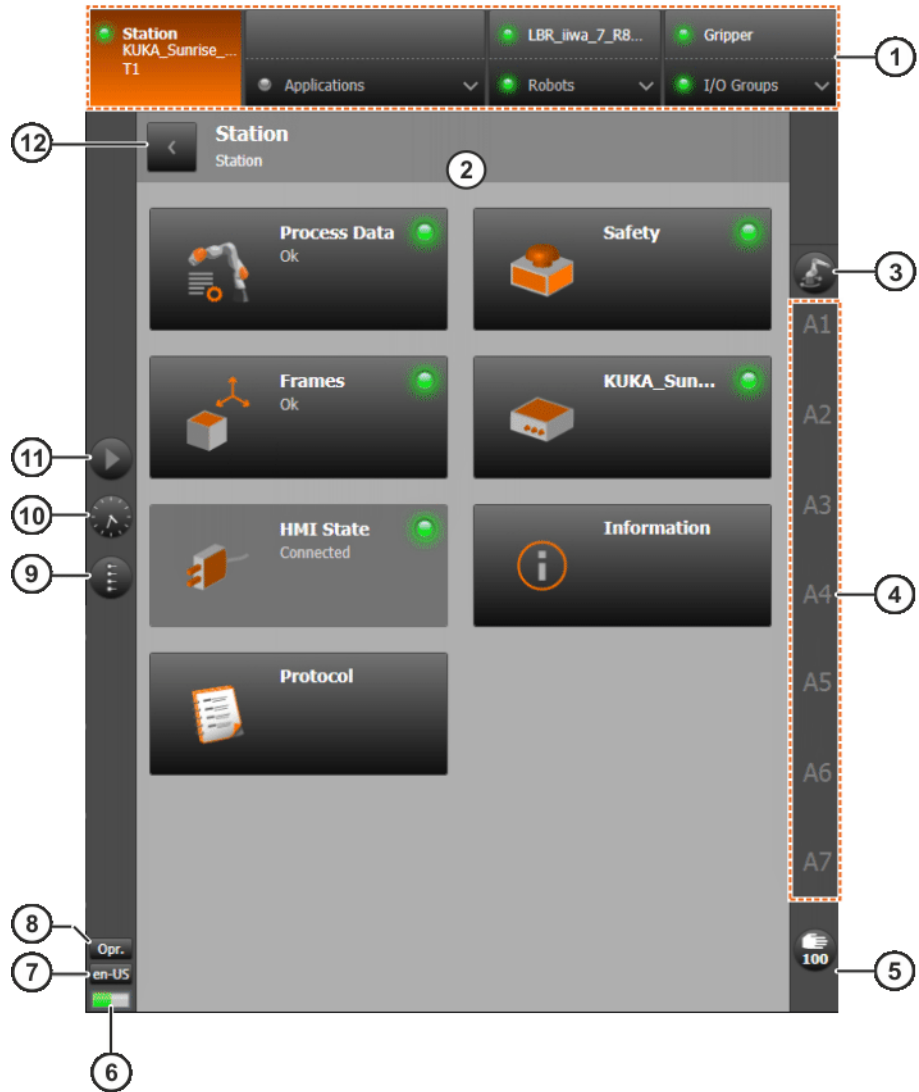 Station
KUKA_Sunrise_...
T1
LBR_iiwa_7_R8...
Gripper
Applications
Robots
I/O Groups
1
12
Station
Station
2
Process Data
Ok
Safety
3
A1
Frames
Ok
KUKA_Sun...
A2
11
10
HMI State
Connected
Information
A3
9
A4
4
Protocol
A5
A6
A7
8
Opr.
7
en-US
100
5
6